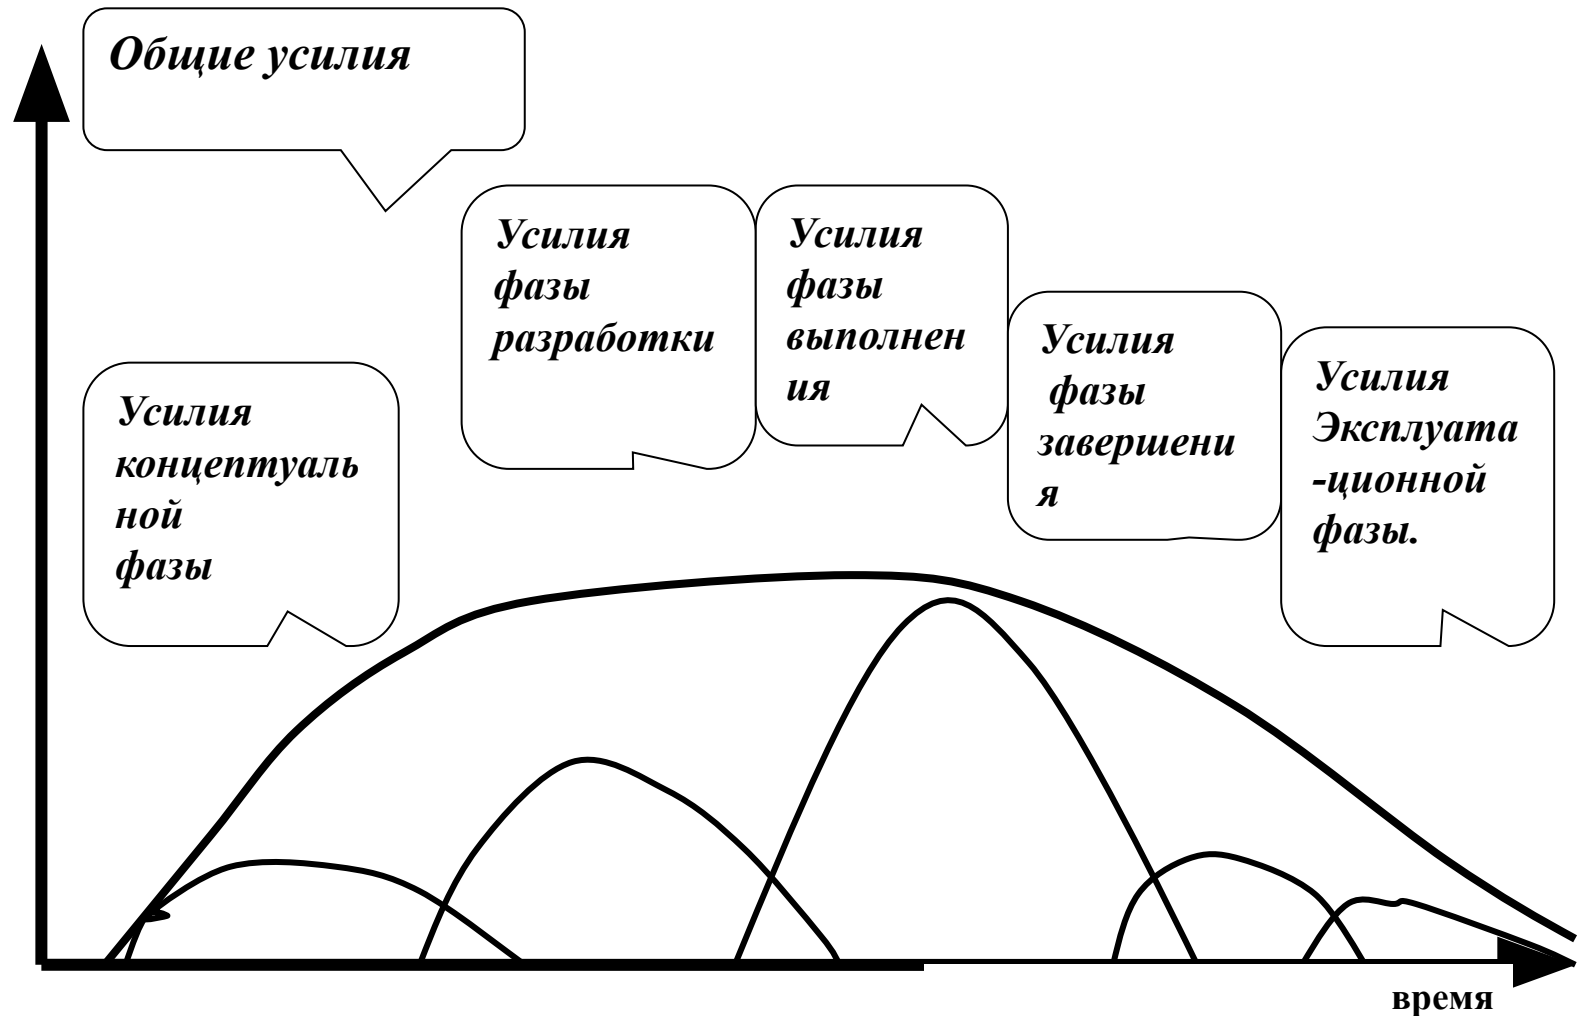 Общие усилия
Усилия
фазы
разработки
Усилия
фазы
выполнен
ия
Усилия
фазы
завершени
я
Усилия
Эксплуата
-ционной
фазы.
Усилия
концептуаль
ной
фазы
время